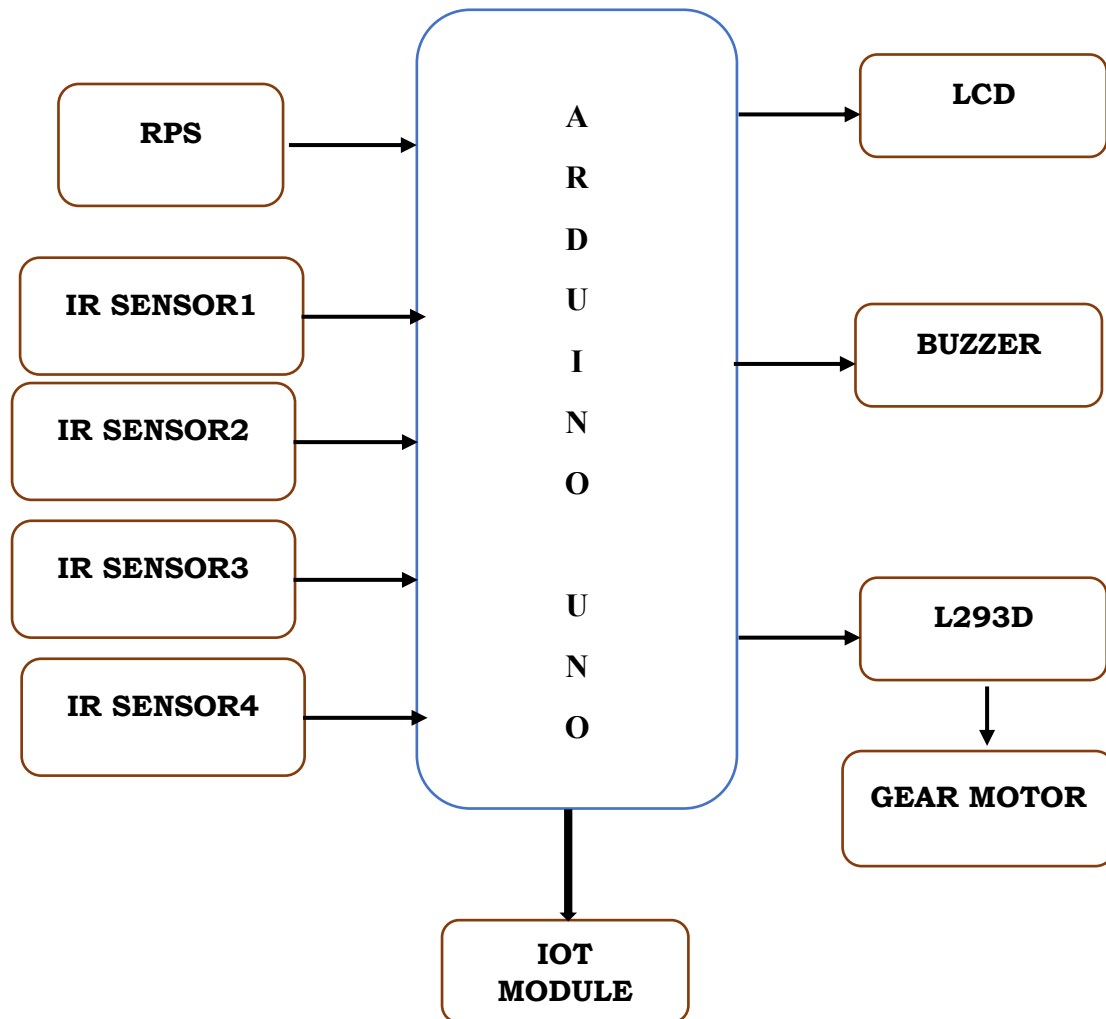 RPS
IR SENSOR1
IR SENSOR2
IR SENSOR3
IR SENSOR4
A
R
D
U
I
N
O
U
N
O
LCD
BUZZER
L293D
GEAR MOTOR
IOT
MODULE